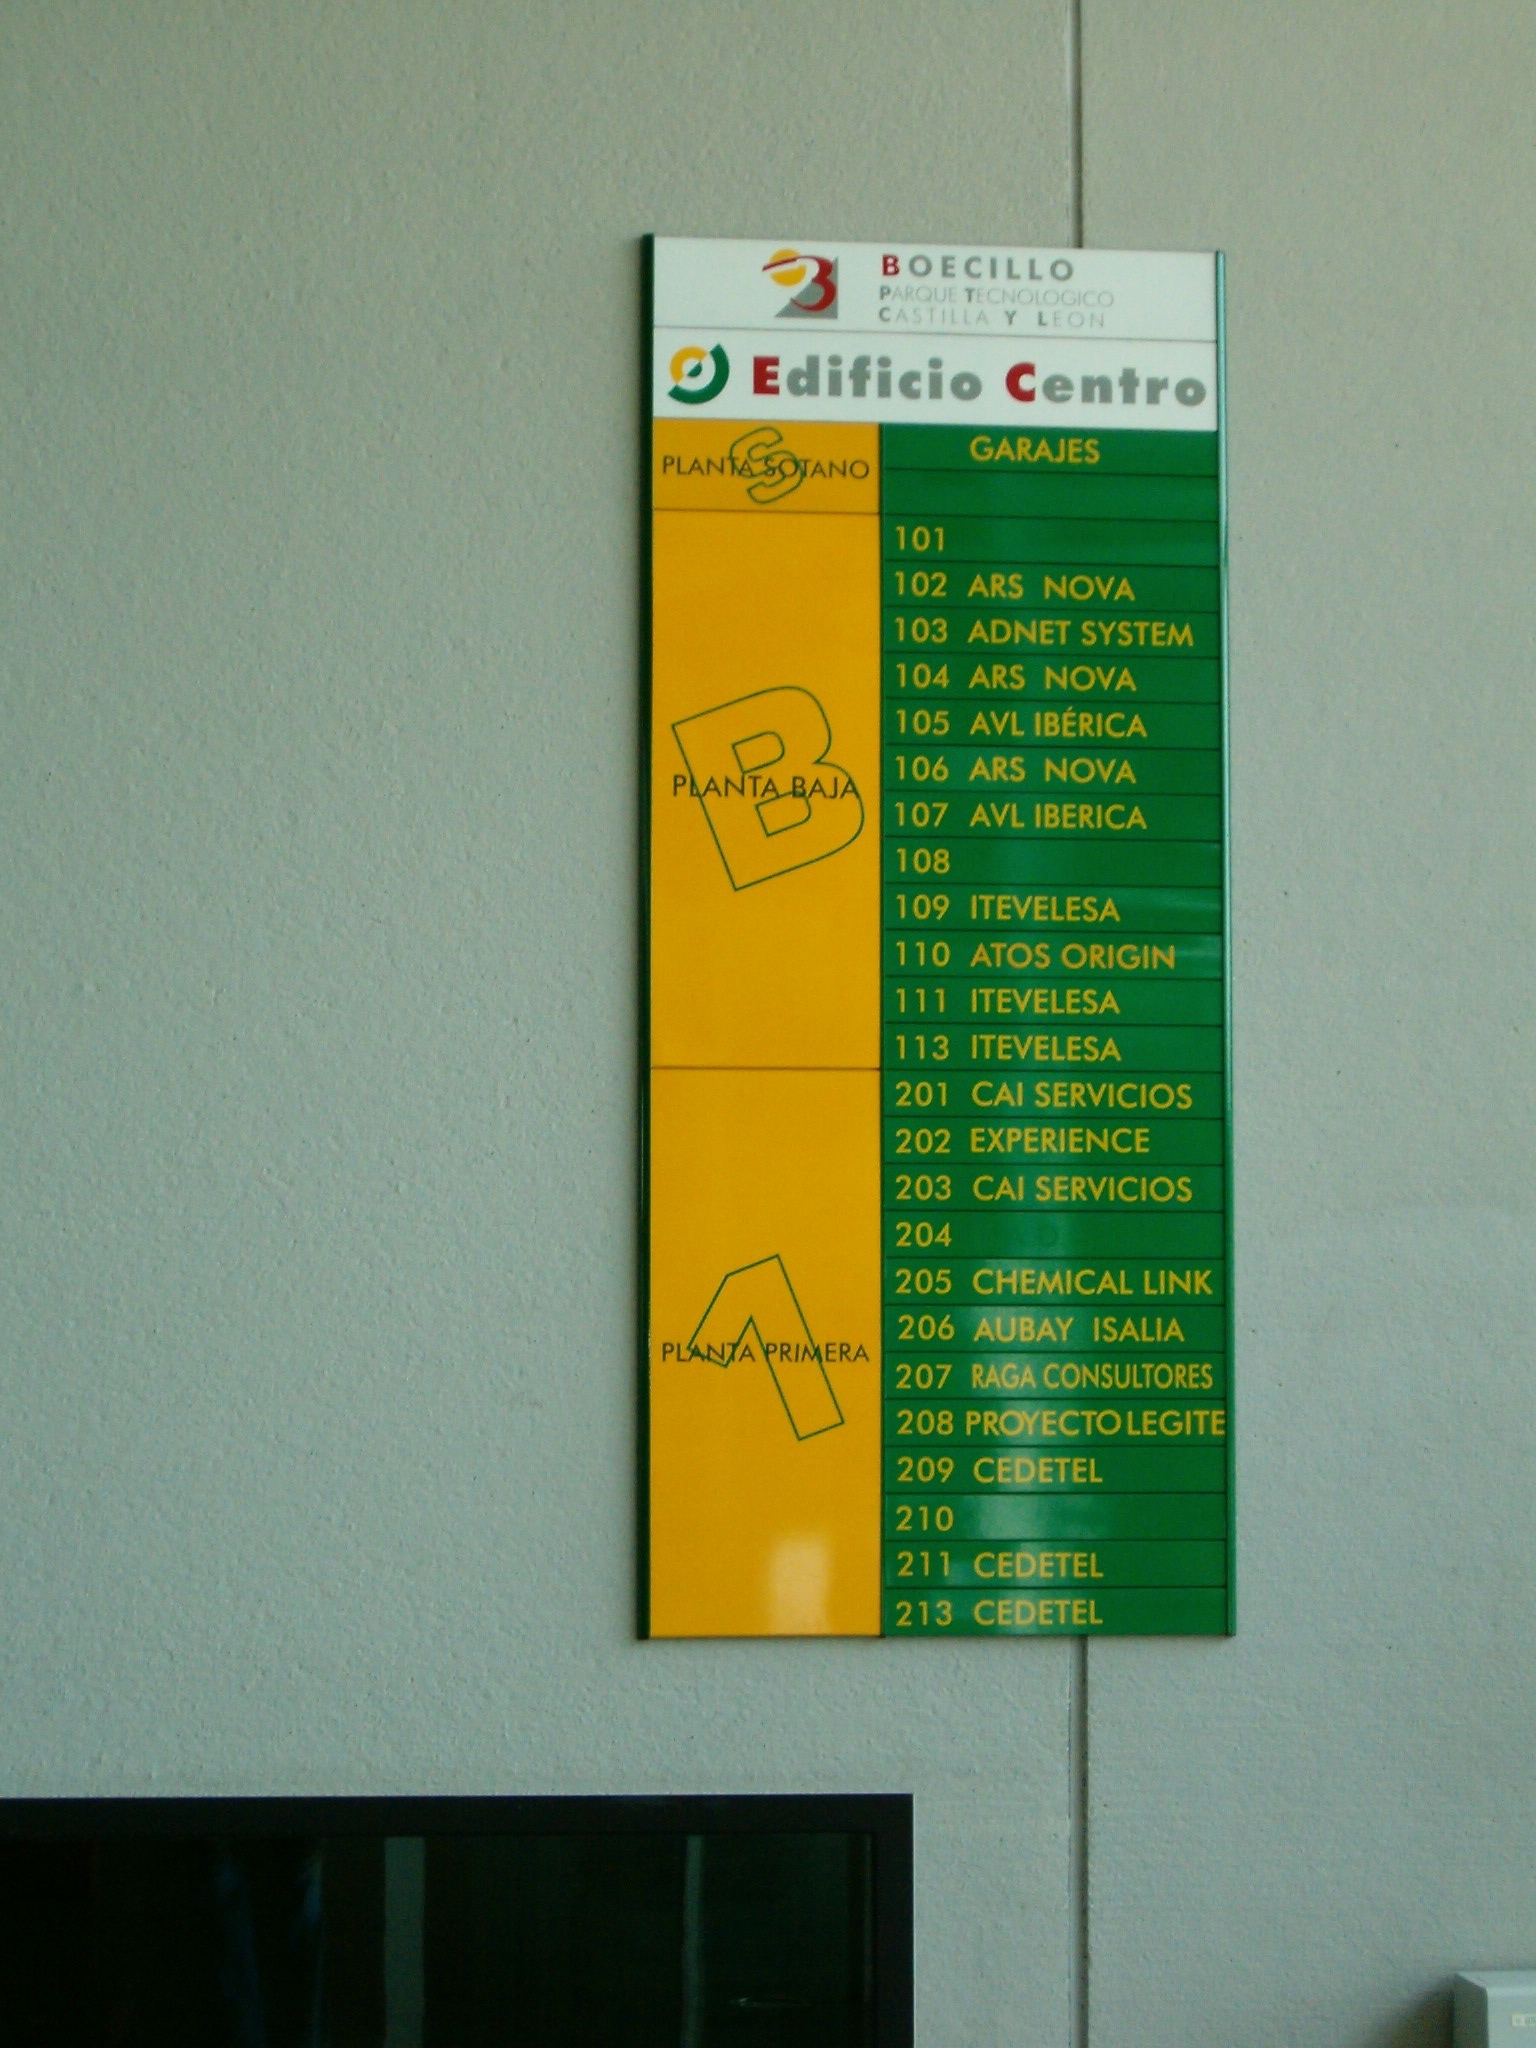 BOECILLO
PARQUE TECNOLOGICO
CASTILLA Y LEON
Edificio Centro
S
PLANTA SOTANO
GARAJES
B
PLANTA BAJA
101
102 ARS NOVA
103 ADNET SYSTEM
104 ARS NOVA
105 AVL IBÉRICA
106 ARS NOVA
107 AVL IBERICA
108
109 ITEVELESA
110 ATOS ORIGIN
111 ITEVELESA
113 ITEVELESA
1
PLANTA PRIMERA
201 CAI SERVICIOS
202 EXPERIENCE
203 CAI SERVICIOS
204
205 CHEMICAL LINK
206 AUBAY ISALIA
207 RAGA CONSULTORES
208 PROYECTO LEGITE
209 CEDETEL
210
211 CEDETEL
213 CEDETEL